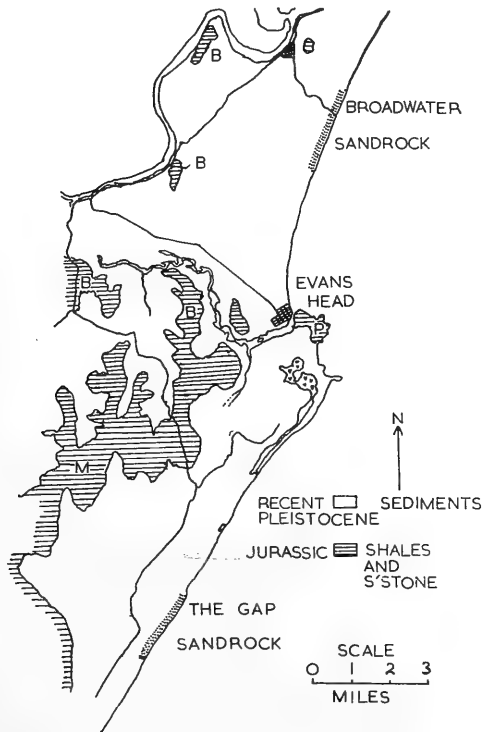 B
B
BROADWATER
SANDROCK
B
B
B
EVANS
HEAD
P
N
M
RECENT SEDIMENTS
PLEISTOCENE
JURASSIC SHALES
AND
S'STONE
THE GAP
SANDROCK
SCALE
0 1 2 3
MILES